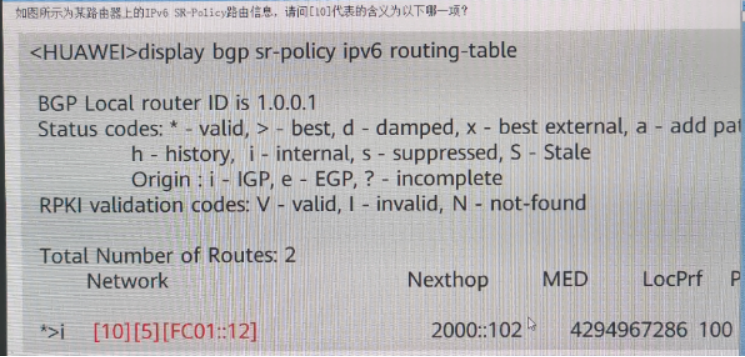 如图所示为某路由器上的IPv6 SR-Policy路由信息，请问[10]代表的含义为以下哪一项?
<HUAWEI>display bgp sr-policy ipv6 routing-table
BGP Local router ID is 1.0.0.1
Status codes: * - valid, > - best, d - damped, x - best external, a - add pat
h - history, i - internal, s - suppressed, S - Stale
Origin : i - IGP, e - EGP, ? - incomplete
RPKI validation codes: V - valid, I - invalid, N - not-found
Total Number of Routes: 2
Network Nexthop MED LocPrf P
*>i [10][5][FC01::12] 2000::102 4294967286 100